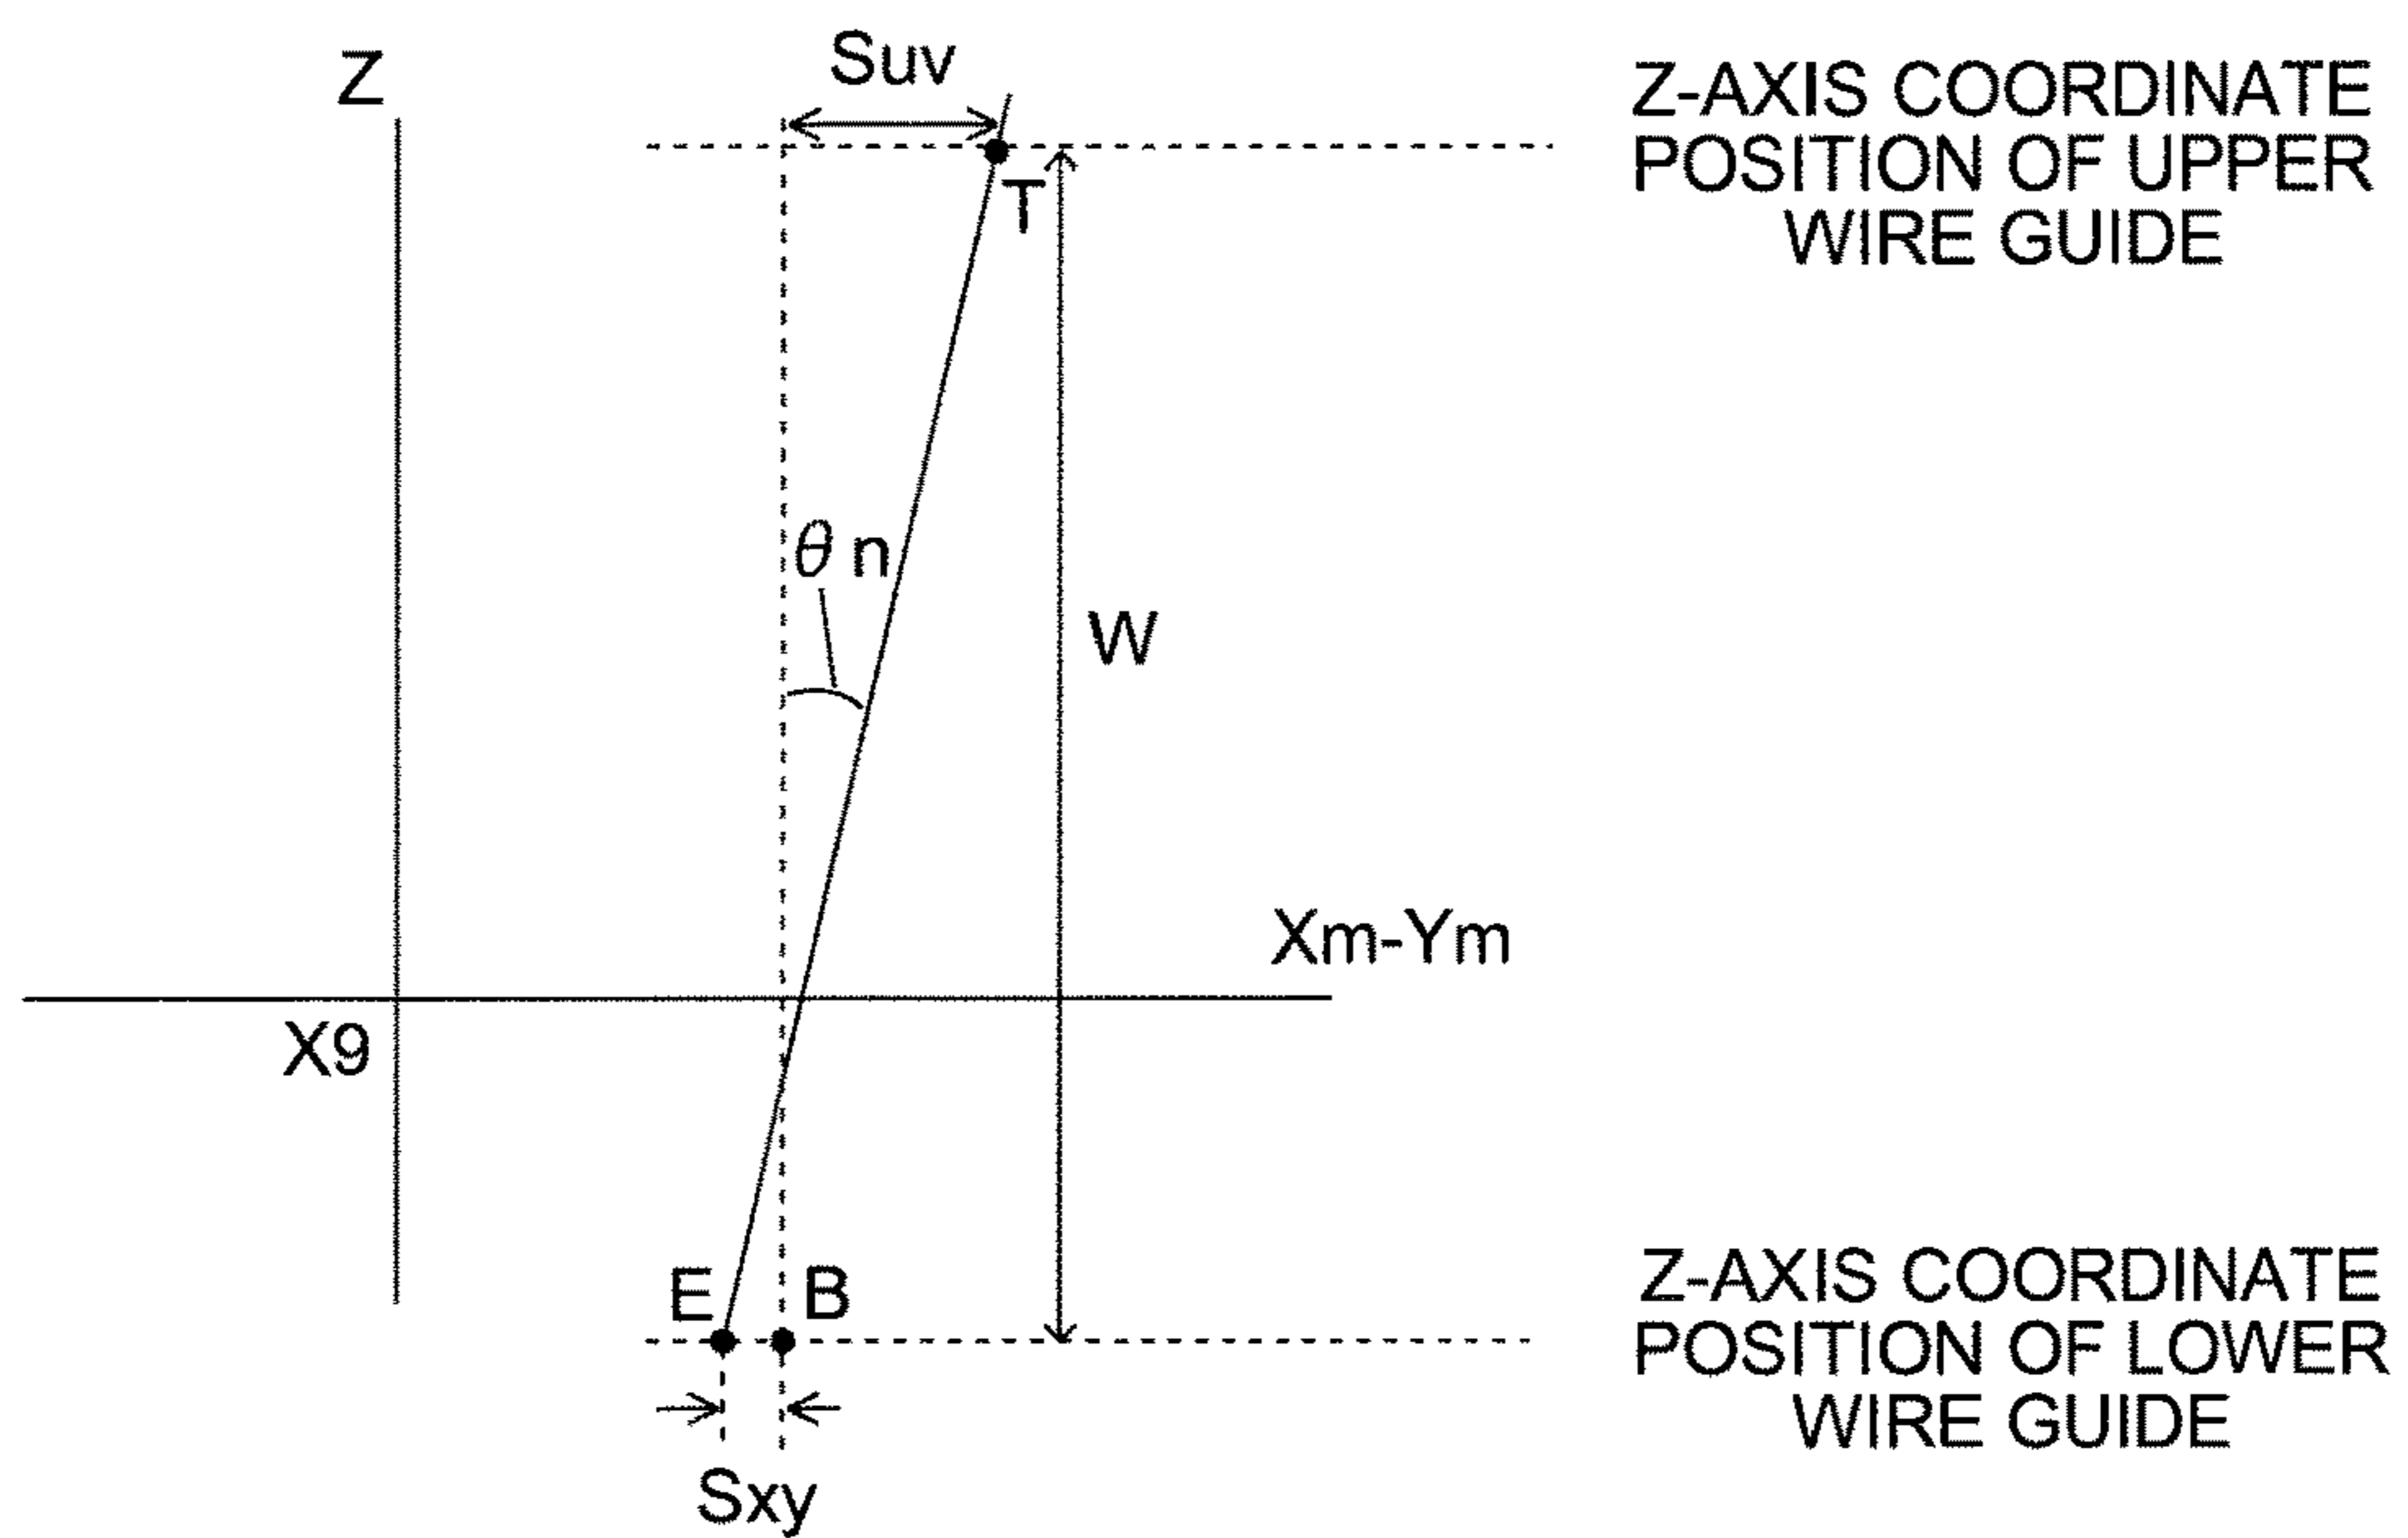 Z
Suv
Z-AXIS COORDINATE
POSITION OF UPPER
WIRE GUIDE
T
θn
W
Xm-Ym
X9
E
B
Z-AXIS COORDINATE
POSITION OF LOWER
WIRE GUIDE
Sxy